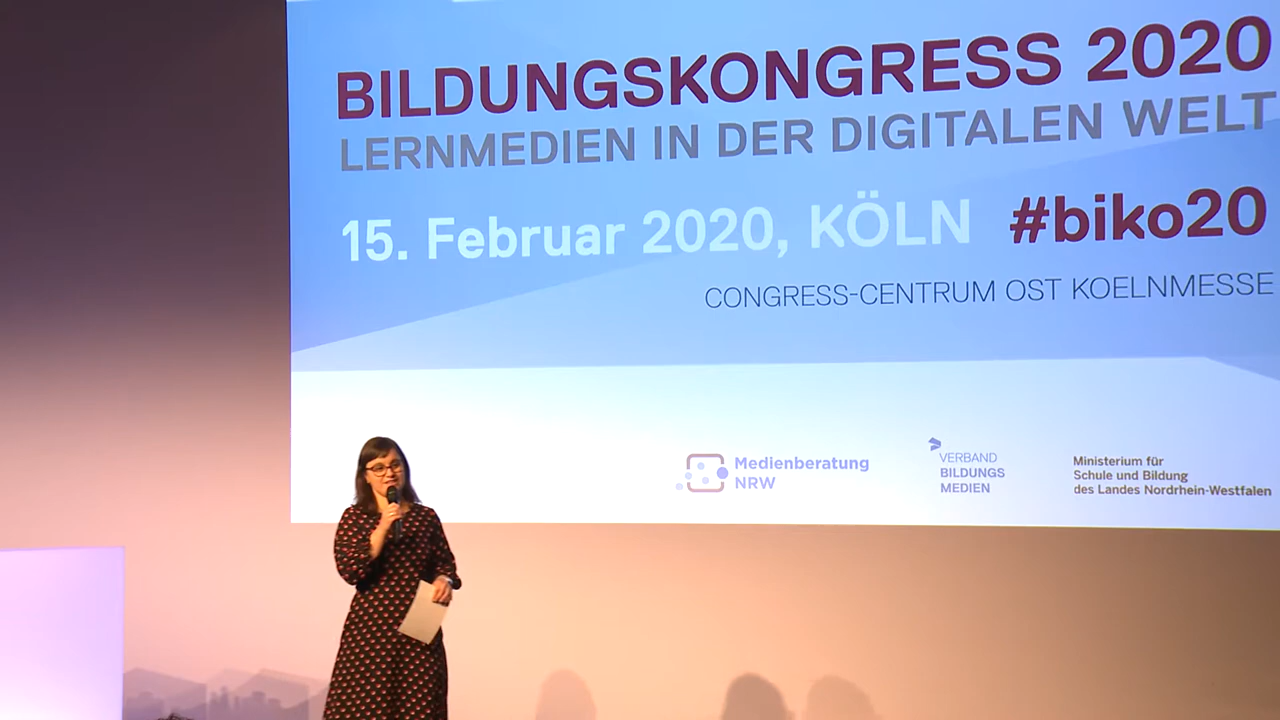 BILDUNGSKONGRESS 2020
LERNMEDIEN IN DER DIGITALEN WELT
15. Februar 2020, KÖLN #biko20
CONGRESS-CENTRUM OST KOELNMESSE
Medienberatung
NRW
VERBAND
BILDUNGS
MEDIEN
Ministerium für
Schule und Bildung
des Landes Nordrhein-Westfalen